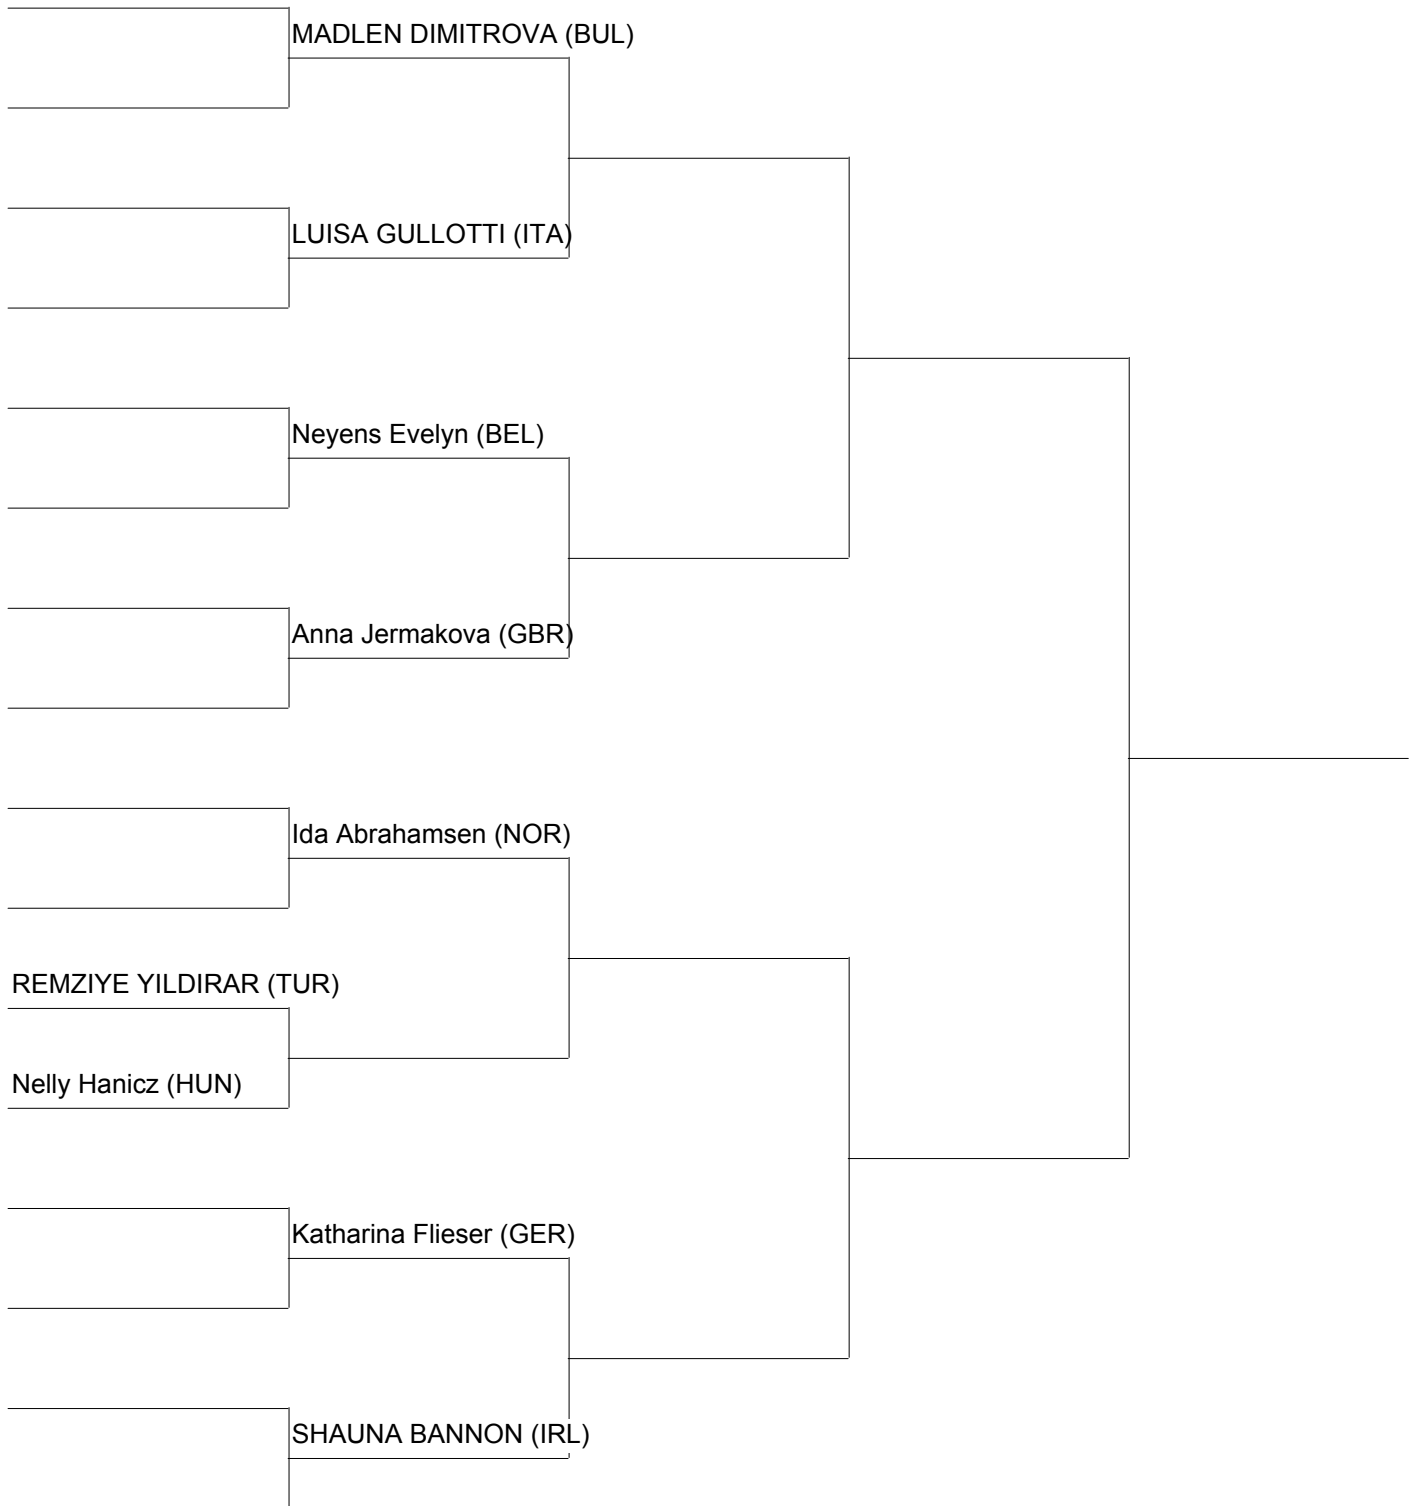 MADLEN DIMITROVA (BUL)
LUISA GULLOTTI (ITA)
Neyens Evelyn (BEL)
Anna Jermakova (GBR)
Ida Abrahamsen (NOR)
REMZIYE YILDIRAR (TUR)
Nelly Hanicz (HUN)
Katharina Flieser (GER)
SHAUNA BANNON (IRL)